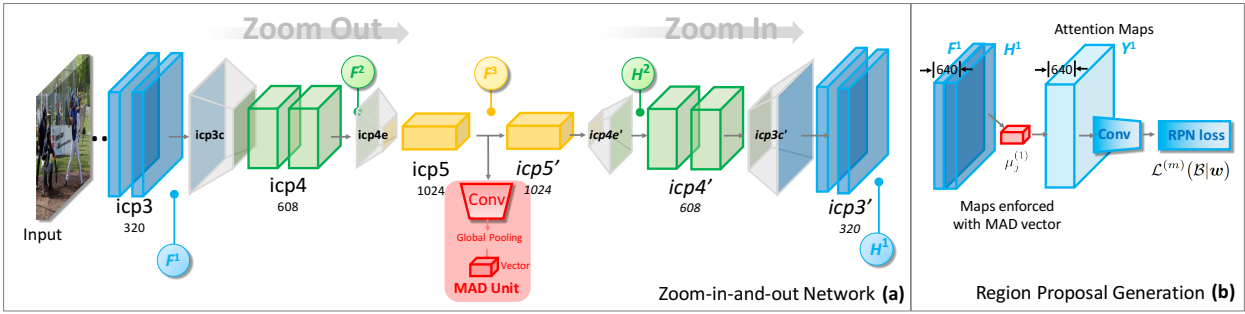 Zoom Out
Zoom In
F²
F³
H²
icp3c
icp4e
icp4e'
icp3c'
Input
icp3
320
icp4
608
icp5
1024
icp5’
1024
icp4’
608
icp3’
320
F¹
H¹
Conv
Global Pooling
Vector
MAD Unit
Zoom-in-and-out Network (a)
Attention Maps
F¹ H¹ Y¹
640 640
μ_j^(1)
Conv
RPN loss
𝓛^(m)(𝓑|w)
Maps enforced
with MAD vector
Region Proposal Generation (b)